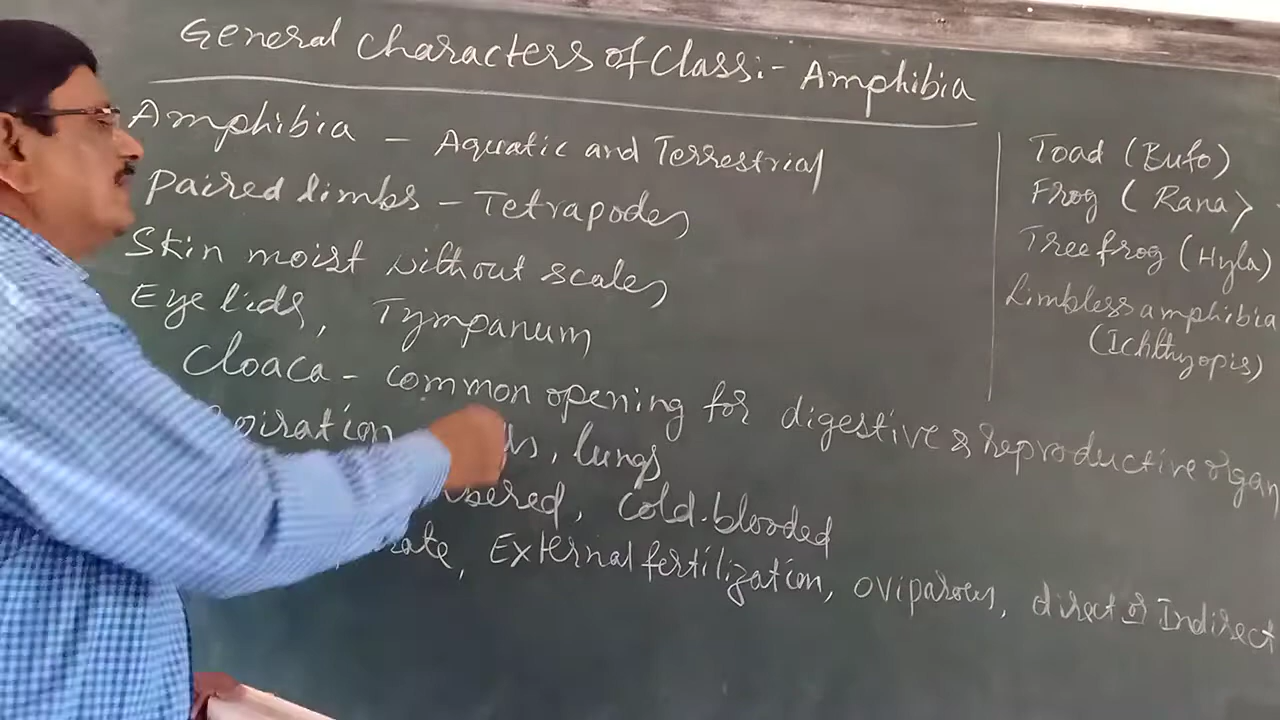 General characters of Class:- Amphibia
Amphibia - Aquatic and Terrestrial
Paired limbs - Tetrapodes
Skin moist without scales
Eye lids, Tympanum
Cloaca - common opening for digestive & Reproductive organ
lungs
cold-blooded
External fertilization, oviparous, direct or Indirect
Toad (Bufo)
Frog (Rana)
Tree frog (Hyla)
Limbless amphibia
(Ichthyopis)